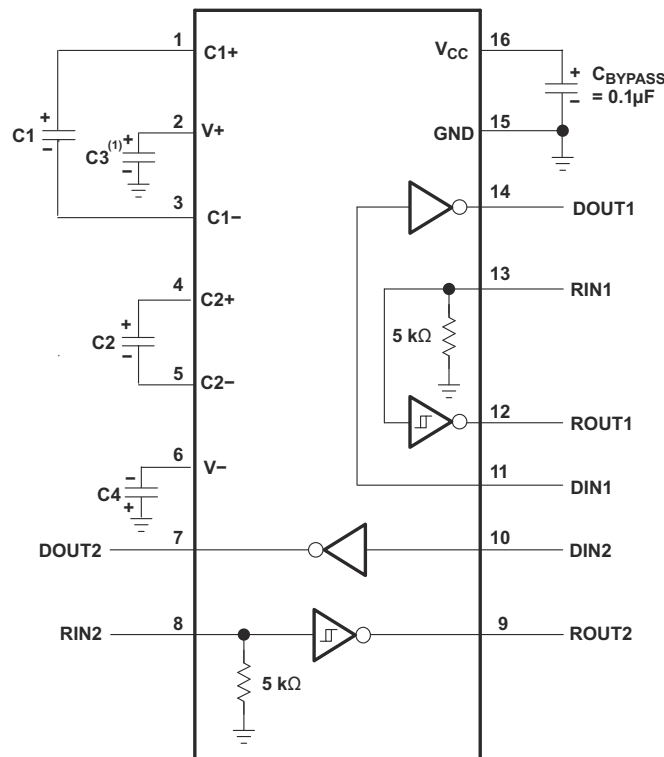 1
C1+
+
C1
-
2
V+
+
C3(1)
-
3
C1−
4
C2+
+
C2
-
5
C2−
6
V−
-
C4
+
DOUT2
7
RIN2
8
5 kΩ
VCC
16
+
CBYPASS
-
= 0.1µF
GND
15
14
DOUT1
13
RIN1
5 kΩ
12
ROUT1
11
DIN1
10
DIN2
9
ROUT2